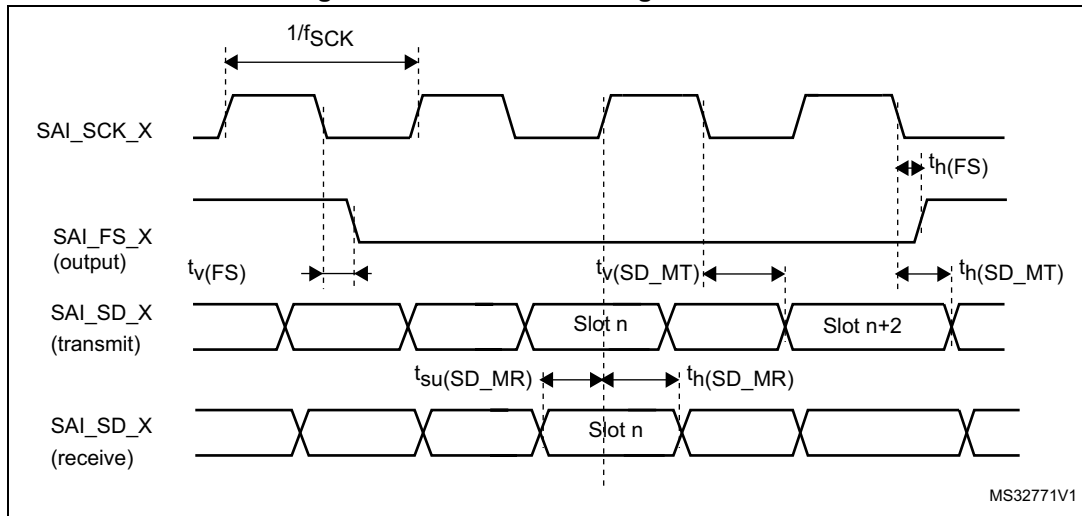 1/fSCK
SAI_SCK_X
th(FS)
SAI_FS_X
(output)
tv(FS)
tv(SD_MT)
th(SD_MT)
SAI_SD_X
(transmit)
Slot n
Slot n+2
tsu(SD_MR)
th(SD_MR)
SAI_SD_X
(receive)
Slot n
MS32771V1